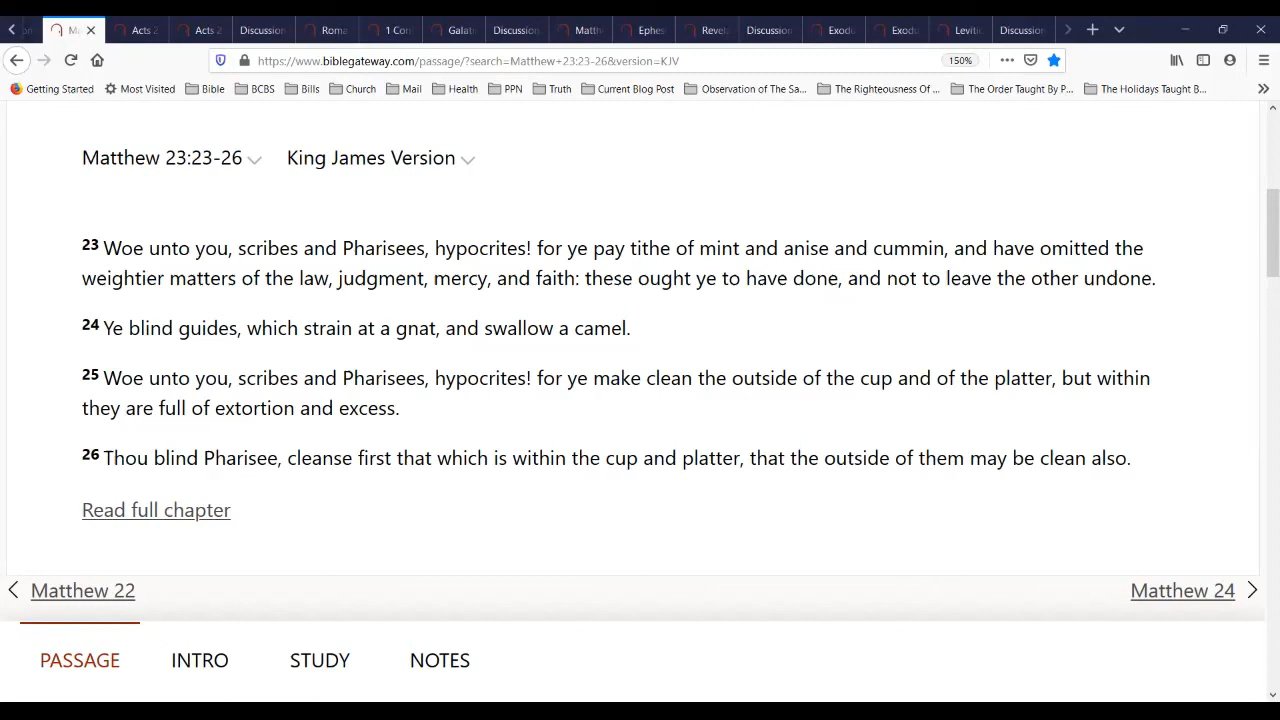 Ma
Acts 2
Acts 2
Discussion
Roma
1 Co
Galat
Discussion
Matth
Ephes
Revela
Discussion
Exodu
Exodu
Leviti
Discussion
https://www.biblegateway.com/passage/?search=Matthew+23:23-26&version=KJV
150%
Getting Started
Most Visited
Bible
BCBS
Bills
Church
Mail
Health
PPN
Truth
Current Blog Post
Observation of The Sa...
The Righteousness Of ...
The Order Taught By P...
The Holidays Taught B...
Matthew 23:23-26 King James Version
23 Woe unto you, scribes and Pharisees, hypocrites! for ye pay tithe of mint and anise and cummin, and have omitted the
weightier matters of the law, judgment, mercy, and faith: these ought ye to have done, and not to leave the other undone.
24 Ye blind guides, which strain at a gnat, and swallow a camel.
25 Woe unto you, scribes and Pharisees, hypocrites! for ye make clean the outside of the cup and of the platter, but within
they are full of extortion and excess.
26 Thou blind Pharisee, cleanse first that which is within the cup and platter, that the outside of them may be clean also.
Read full chapter
Matthew 22
Matthew 24
PASSAGE
INTRO
STUDY
NOTES